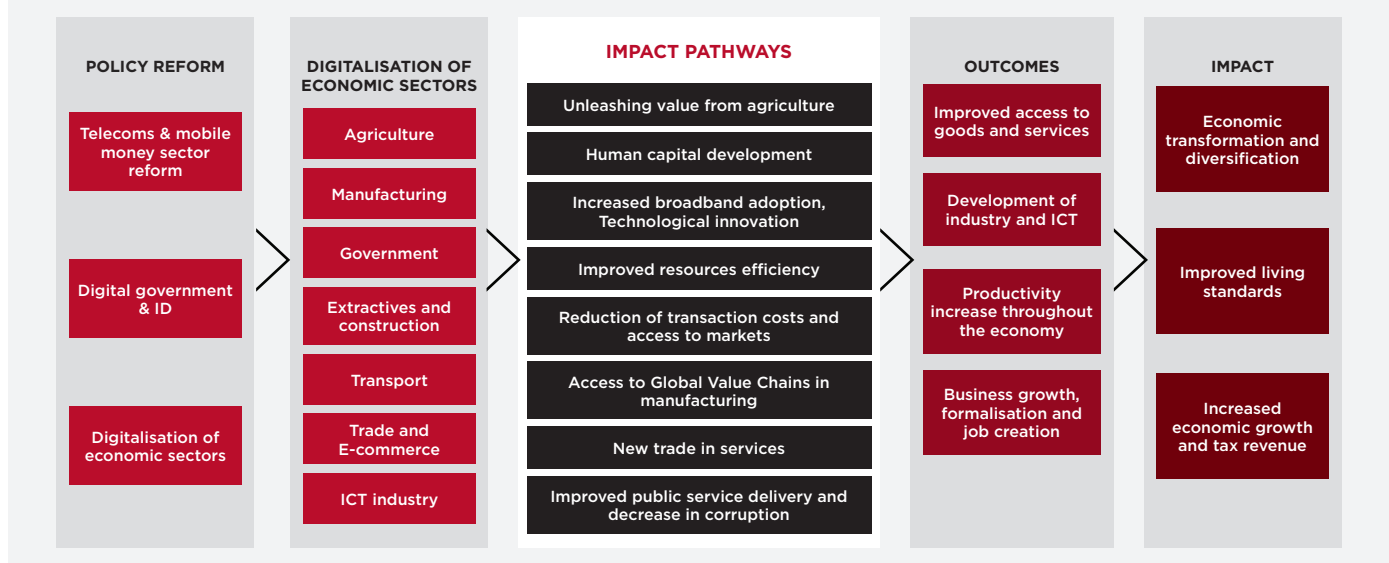 POLICY REFORM
Telecoms & mobile
money sector
reform
Digital government
& ID
Digitalisation of
economic sectors
DIGITALISATION OF
ECONOMIC SECTORS
Agriculture
Manufacturing
Government
Extractives and
construction
Transport
Trade and
E-commerce
ICT industry
IMPACT PATHWAYS
Unleashing value from agriculture
Human capital development
Increased broadband adoption,
Technological innovation
Improved resources efficiency
Reduction of transaction costs and
access to markets
Access to Global Value Chains in
manufacturing
New trade in services
Improved public service delivery and
decrease in corruption
OUTCOMES
Improved access to
goods and services
Development of
industry and ICT
Productivity
increase throughout
the economy
Business growth,
formalisation and
job creation
IMPACT
Economic
transformation and
diversification
Improved living
standards
Increased
economic growth
and tax revenue